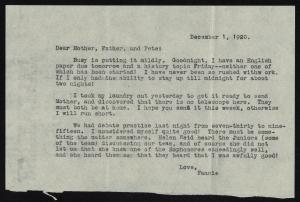 December 1, 1920.
Dear Mother, Father, and Pete:
Busy is putting it mildly. Goodnight, I have an English
paper due tomorrow and a history topic Friday--neither one of
which has been started! I have never been so rushed with work.
If I only had the ability to stay up till midnight for about
two nights!
I took my laundry out yesterday to get it ready to send
Mother, and discovered that there is no telescope here. They
must both be at home. I hope you send it this week, otherwise
I will run short.
We had debate practice last night from seven-thirty to nine-
fifteen. I considered myself quite good! There must be some-
thing the matter somewhere. Helen Reid heard the Juniors (some
of the team) discussing our team, and of course she did not
let on that she knew one of the Sophomores exceedingly well,
and she heard them say that they heard that I was awfully good!
Love,
Fannie